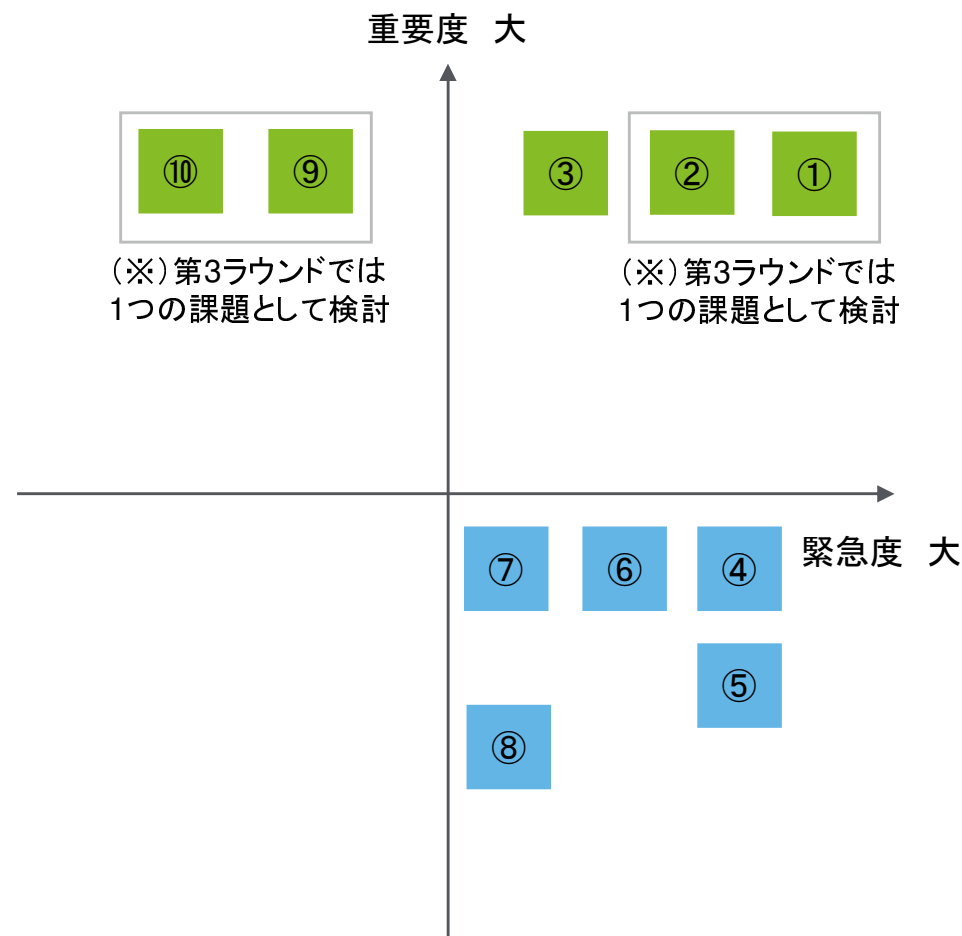 重要度　大
⑩
⑨
③
②
①
（※）第3ラウンドでは
1つの課題として検討
（※）第3ラウンドでは
1つの課題として検討
緊急度　大
⑦
⑥
④
⑤
⑧